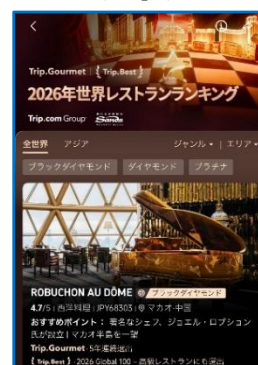 Trip.Gourmet | { Trip.Best }
2026年世界レストランランキング
Trip.com Group Sands
全世界 アジア ジャンル エリア
ブラックダイヤモンド ダイヤモンド プラチナ
ROBUCHON AU DÔME ブラックダイヤモンド
4.7/5 | 西洋料理 | JPY68303 | マカオ·中国
おすすめポイント: 著名なシェフ、ジョエル・ロブション
氏が設立 | マカオ半島を一望
Trip.Gourmet · 5年連続選出
{ Trip.Best } · 2026 Global 100 - 高級レストランにも選出